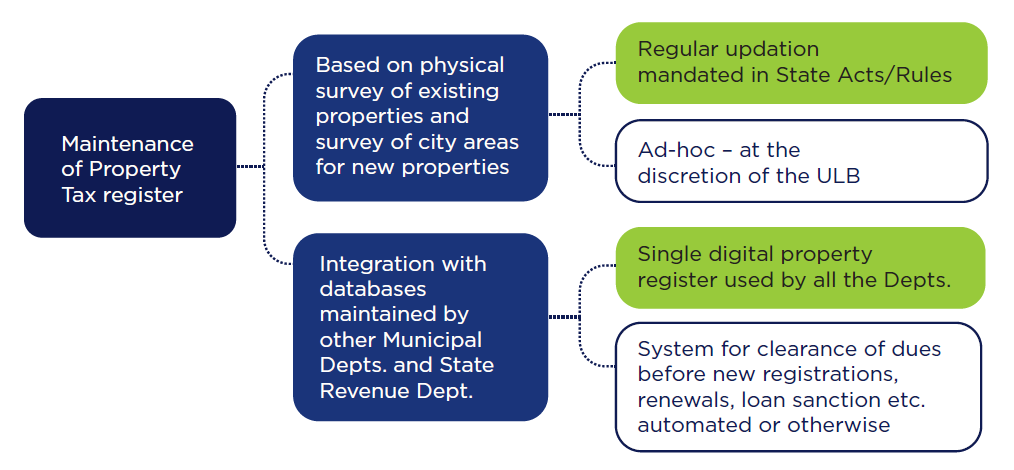 Maintenance
of Property
Tax register
Based on physical
survey of existing
properties and
survey of city areas
for new properties
Regular updation
mandated in State Acts/Rules
Ad-hoc – at the
discretion of the ULB
Integration with
databases
maintained by
other Municipal
Depts. and State
Revenue Dept.
Single digital property
register used by all the Depts.
System for clearance of dues
before new registrations,
renewals, loan sanction etc.
automated or otherwise